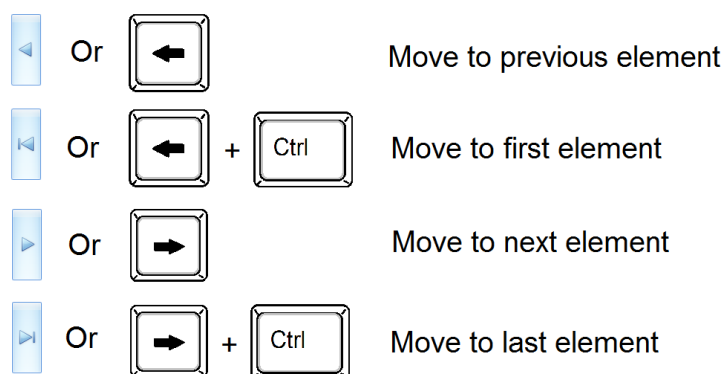 Or Move to previous element
Or + Ctrl Move to first element
Or Move to next element
Or + Ctrl Move to last element